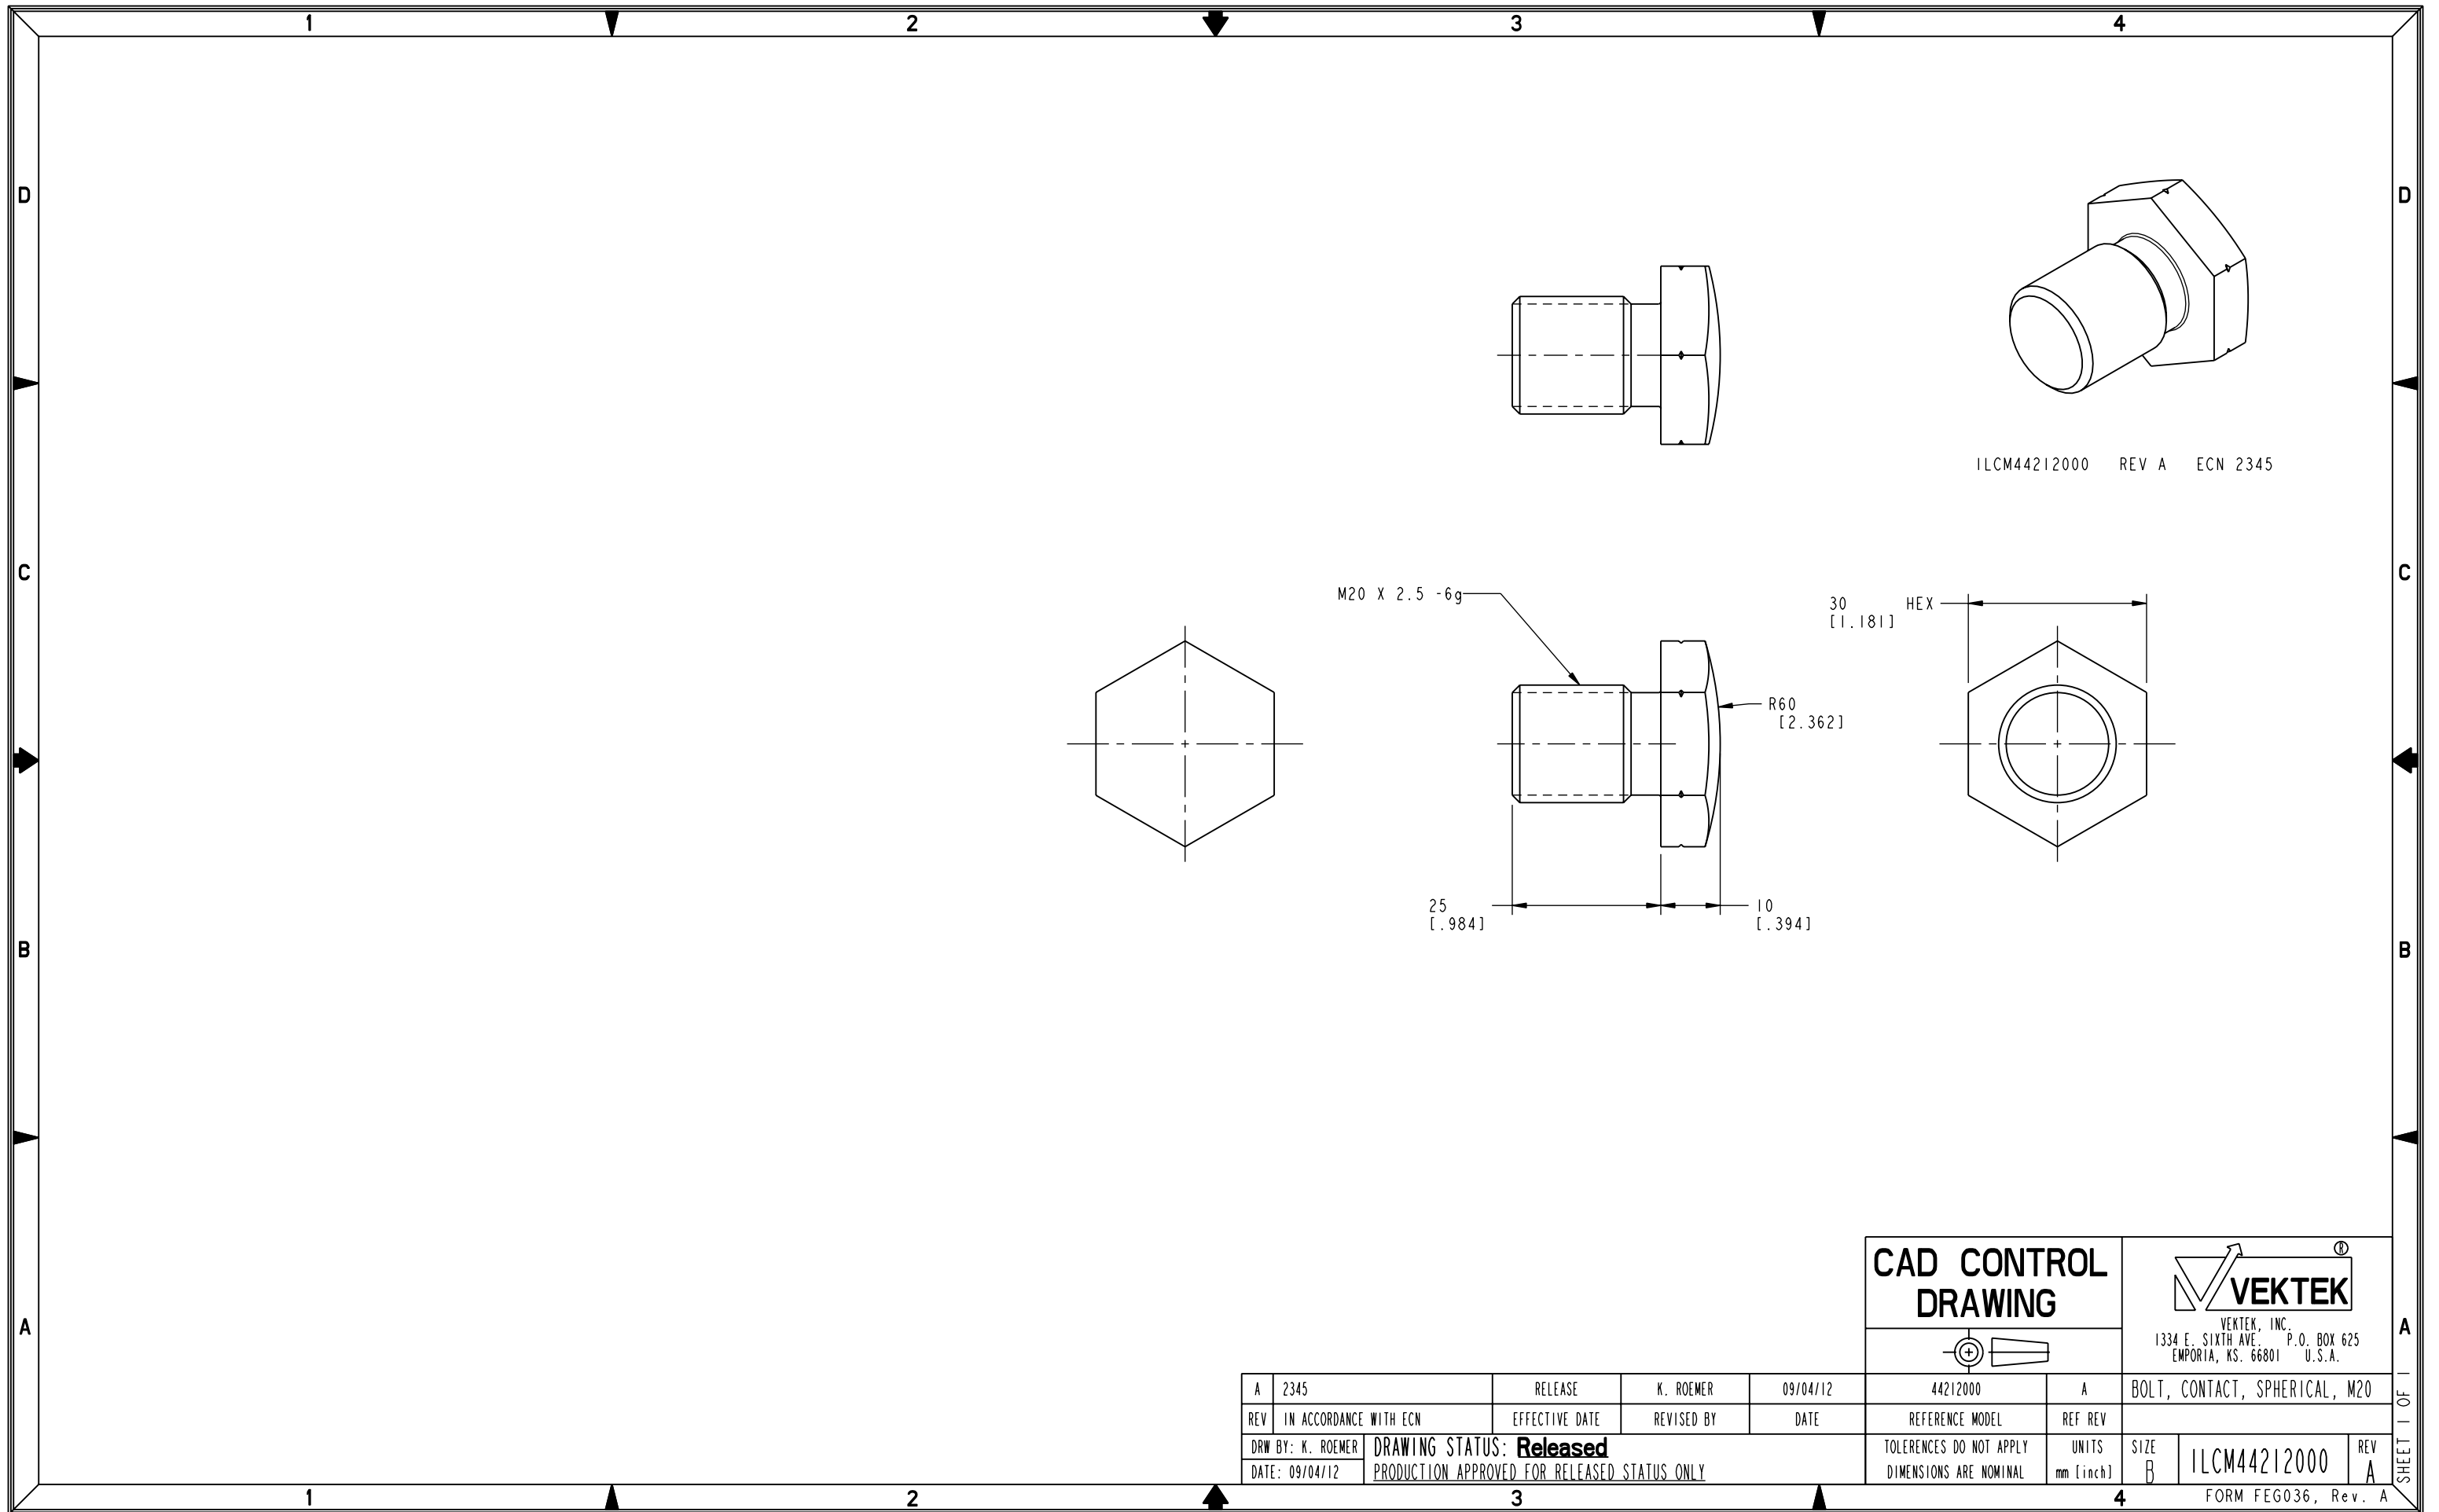 1 2 3 4
D D
ILCM44212000 REV A ECN 2345
C C
M20 X 2.5 -6g
30 HEX
[1.181]
R60
[2.362]
25
[.984]
10
[.394]
B B
CAD CONTROL
DRAWING
®
VEKTEK
VEKTEK, INC.
1334 E. SIXTH AVE. P.O. BOX 625
EMPORIA, KS. 66801 U.S.A.
A A
A 2345 RELEASE K. ROEMER 09/04/12 44212000 A BOLT, CONTACT, SPHERICAL, M20
REV IN ACCORDANCE WITH ECN EFFECTIVE DATE REVISED BY DATE REFERENCE MODEL REF REV
DRW BY: K. ROEMER DRAWING STATUS: Released TOLERENCES DO NOT APPLY UNITS SIZE ILCM44212000 REV
DATE: 09/04/12 PRODUCTION APPROVED FOR RELEASED STATUS ONLY DIMENSIONS ARE NOMINAL mm [inch] B A
SHEET 1 OF 1
FORM FEG036, Rev. A
1 2 3 4